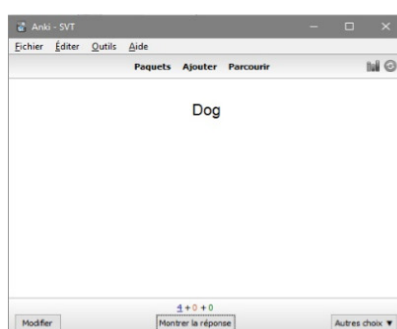 Anki - SVT
Fichier Éditer Outils Aide
Paquets Ajouter Parcourir
Dog
4 + 0 + 0
Modifier Montrer la réponse Autres choix ▼